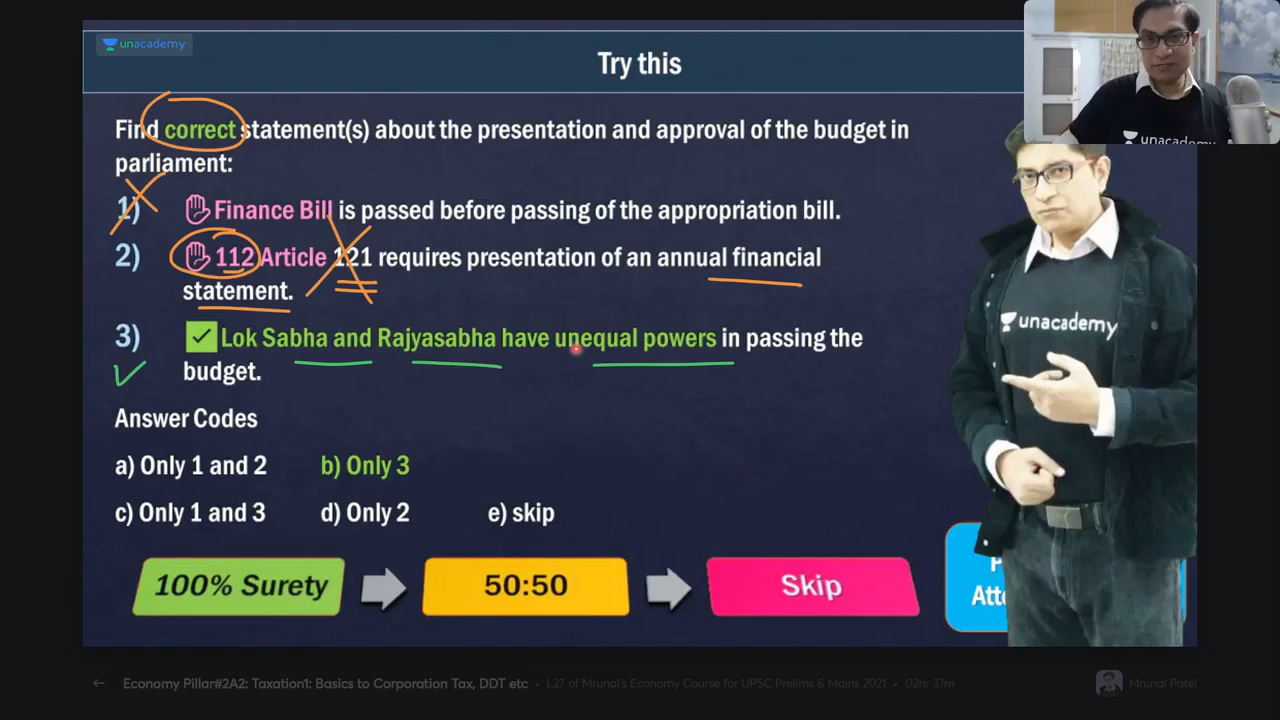 unacademy
Try this
Find correct statement(s) about the presentation and approval of the budget in
parliament:
1) Finance Bill is passed before passing of the appropriation bill.
2) 112 Article 121 requires presentation of an annual financial
statement.
3) Lok Sabha and Rajyasabha have unequal powers in passing the
budget.
Answer Codes
a) Only 1 and 2 b) Only 3
c) Only 1 and 3 d) Only 2 e) skip
100% Surety 50:50 Skip
unacademy
unacademy
Economy Pillar#2A2: Taxation1: Basics to Corporation Tax, DDT etc • L27 of Mrunal's Economy Course for UPSC Prelims & Mains 2021 • 02hr 37m
Mrunal Patel